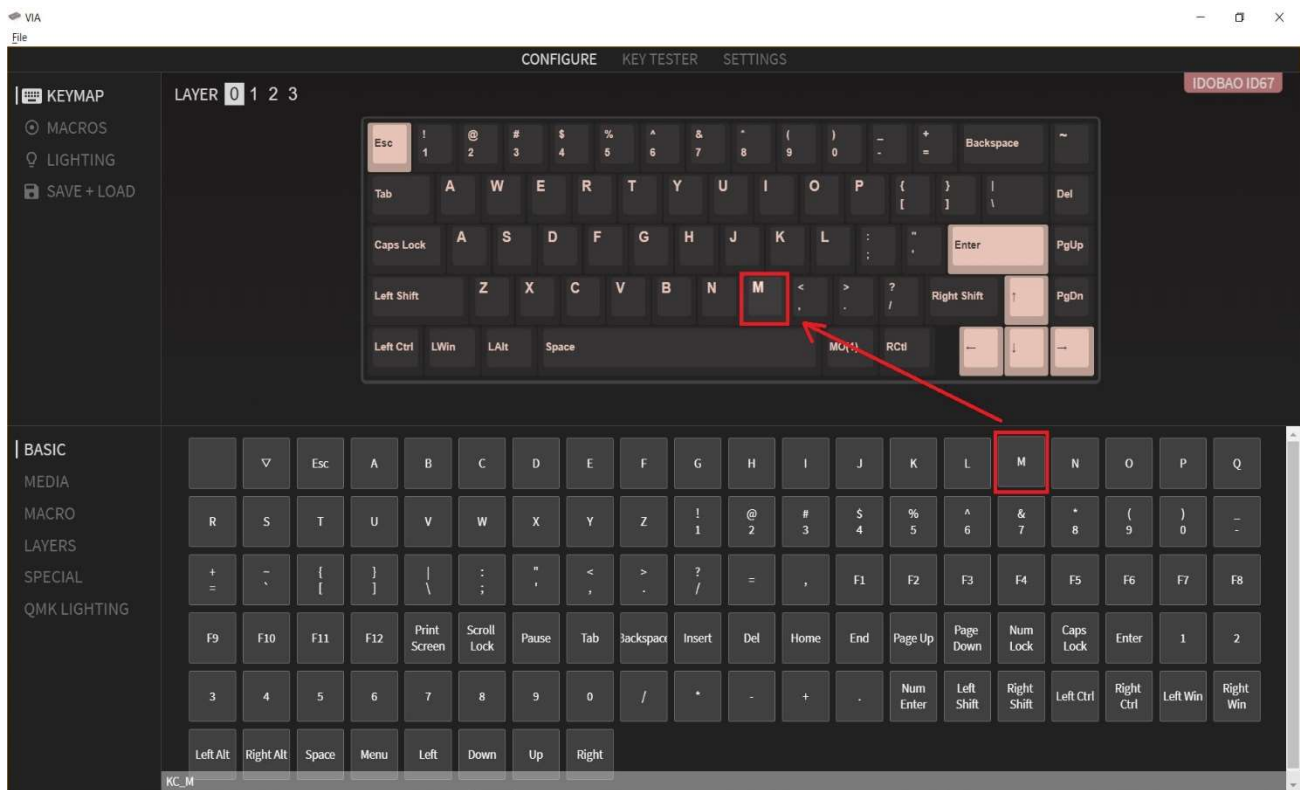 VIA
File
CONFIGURE KEY TESTER SETTINGS
KEYMAP
MACROS
LIGHTING
SAVE + LOAD
LAYER 0 1 2 3
IDOBAO ID67
Esc ! 1 @ 2 # 3 $ 4 % 5 ^ 6 & 7 * 8 ( 9 ) 0 _ - + = Backspace ~
Tab A W E R T Y U I O P { [ } ] | \ Del
Caps Lock A S D F G H J K L : ; " ' Enter PgUp
Left Shift Z X C V B N M < , > . ? / Right Shift ↑ PgDn
Left Ctrl LWin LAlt Space MO(1) RCtl ← ↓ →
BASIC
MEDIA
MACRO
LAYERS
SPECIAL
QMK LIGHTING
▽ Esc A B C D E F G H I J K L M N O P Q
R S T U V W X Y Z ! 1 @ 2 # 3 $ 4 % 5 ^ 6 & 7 * 8 ( 9 ) 0 _ -
+ = ~ ` { [ } ] | \ : ; " ' < , > . ? / = , F1 F2 F3 F4 F5 F6 F7 F8
F9 F10 F11 F12 Print Screen Scroll Lock Pause Tab Backspace Insert Del Home End Page Up Page Down Num Lock Caps Lock Enter 1 2
3 4 5 6 7 8 9 0 / * - + . Num Enter Left Shift Right Shift Left Ctrl Right Ctrl Left Win Right Win
Left Alt Right Alt Space Menu Left Down Up Right
KC_M